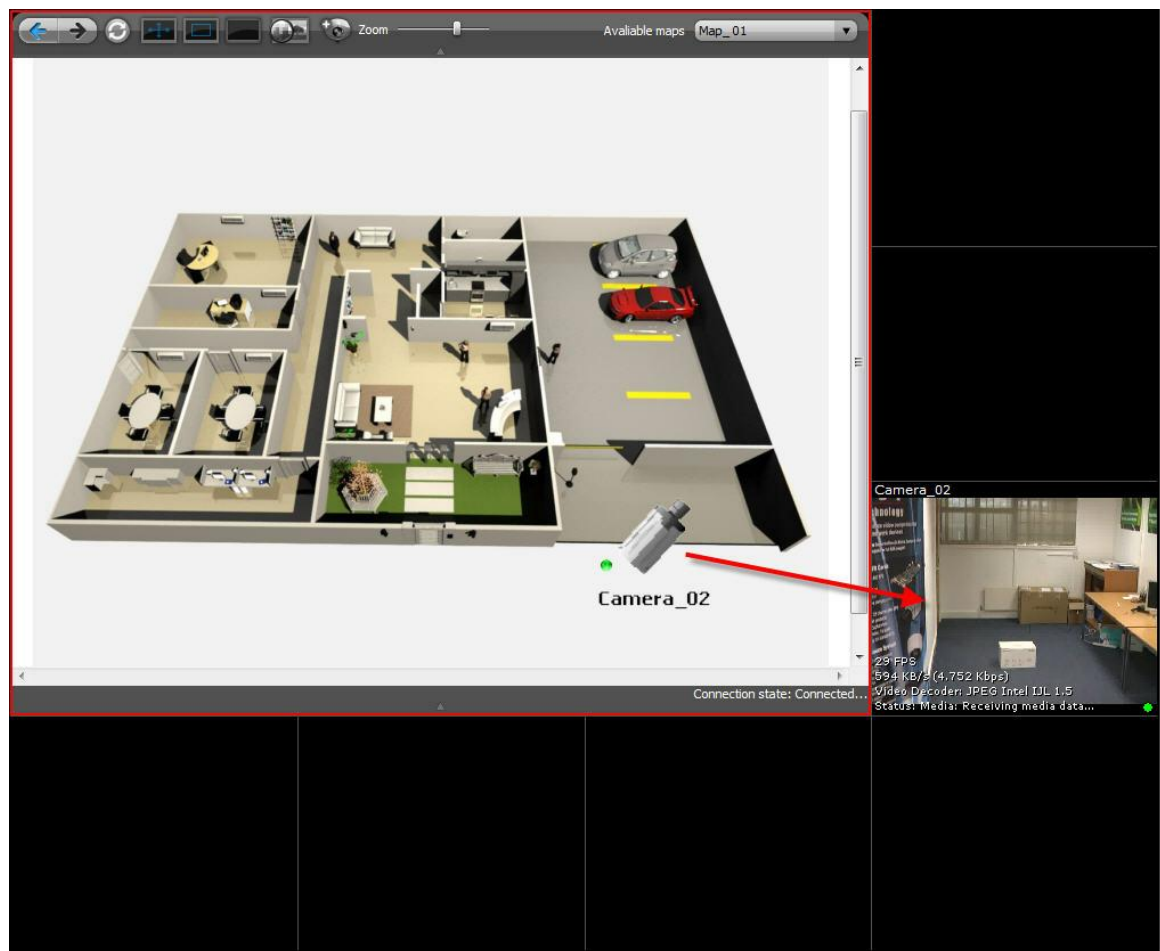 Zoom
Avaliable maps
Map_01
Camera_02
Camera_02
hnology
29 FPS
594 KB/s (4.752 Kbps)
Video Decoder: JPEG Intel IJL 1.5
Status: Media: Receiving media data...
Connection state: Connected...